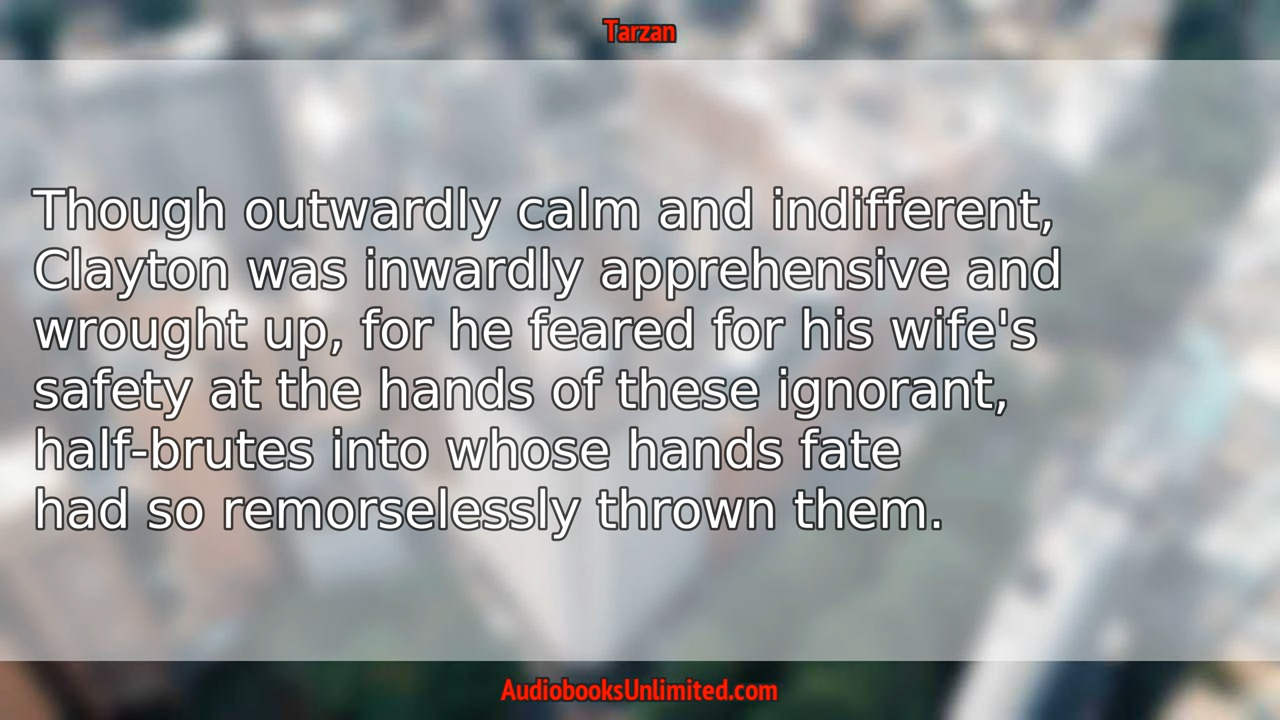 Tarzan
Though outwardly calm and indifferent,
Clayton was inwardly apprehensive and
wrought up, for he feared for his wife's
safety at the hands of these ignorant,
half-brutes into whose hands fate
had so remorselessly thrown them.
AudiobooksUnlimited.com